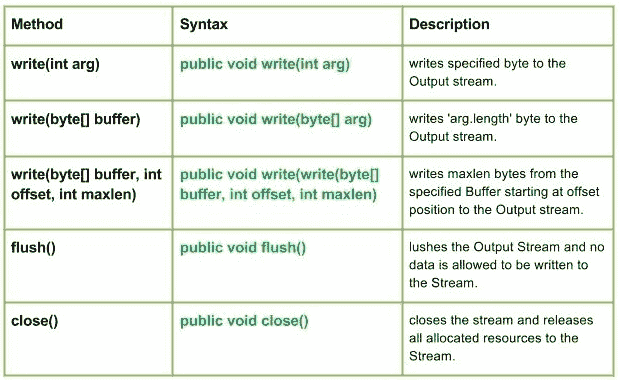 Method Syntax Description
write(int arg) public void write(int arg) writes specified byte to the
Output stream.
write(byte[] buffer) public void write(byte[] arg) writes 'arg.length' byte to the
Output stream.
write(byte[] buffer, int public void write(write(byte[] writes maxlen bytes from the
offset, int maxlen) buffer, int offset, int maxlen) specified Buffer starting at offset
position to the Output stream.
flush() public void flush() lushes the Output Stream and no
data is allowed to be written to
the Stream.
close() public void close() closes the stream and releases
all allocated resources to the
Stream.